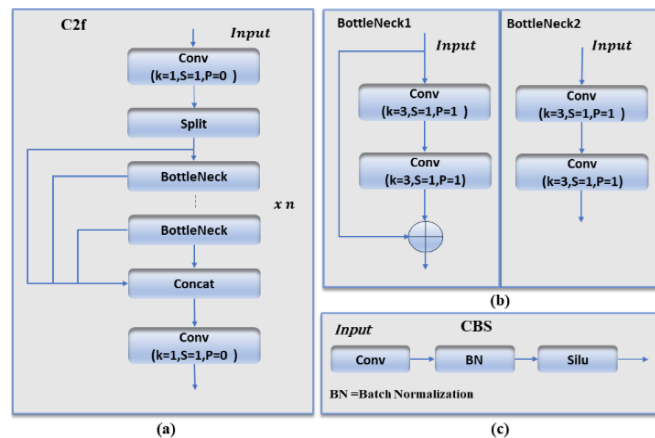 C2f
Input
Conv
(k=1,S=1,P=0 )
Split
BottleNeck
x n
BottleNeck
Concat
Conv
(k=1,S=1,P=0 )
(a)
BottleNeck1
Input
Conv
(k=3,S=1,P=1 )
Conv
(k=3,S=1,P=1)
BottleNeck2
Input
Conv
(k=3,S=1,P=1 )
Conv
(k=3,S=1,P=1)
(b)
Input
CBS
Conv
BN
Silu
BN =Batch Normalization
(c)